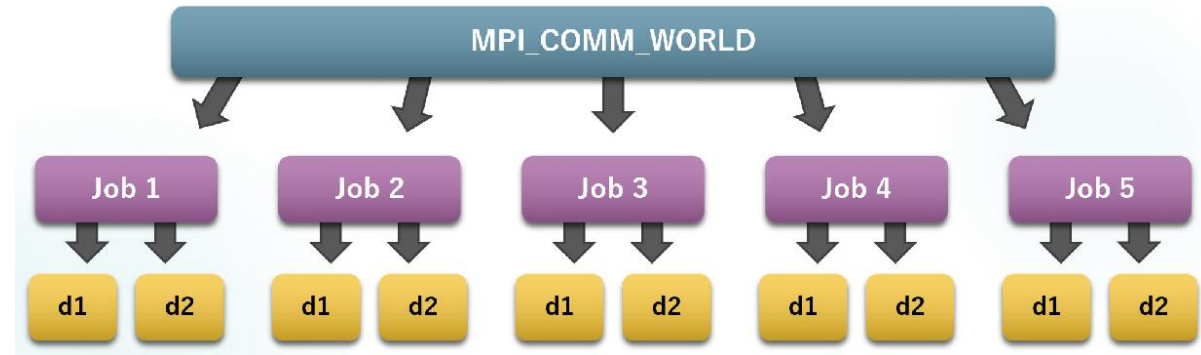 MPI_COMM_WORLD
Job 1 Job 2 Job 3 Job 4 Job 5
d1 d2 d1 d2 d1 d2 d1 d2 d1 d2